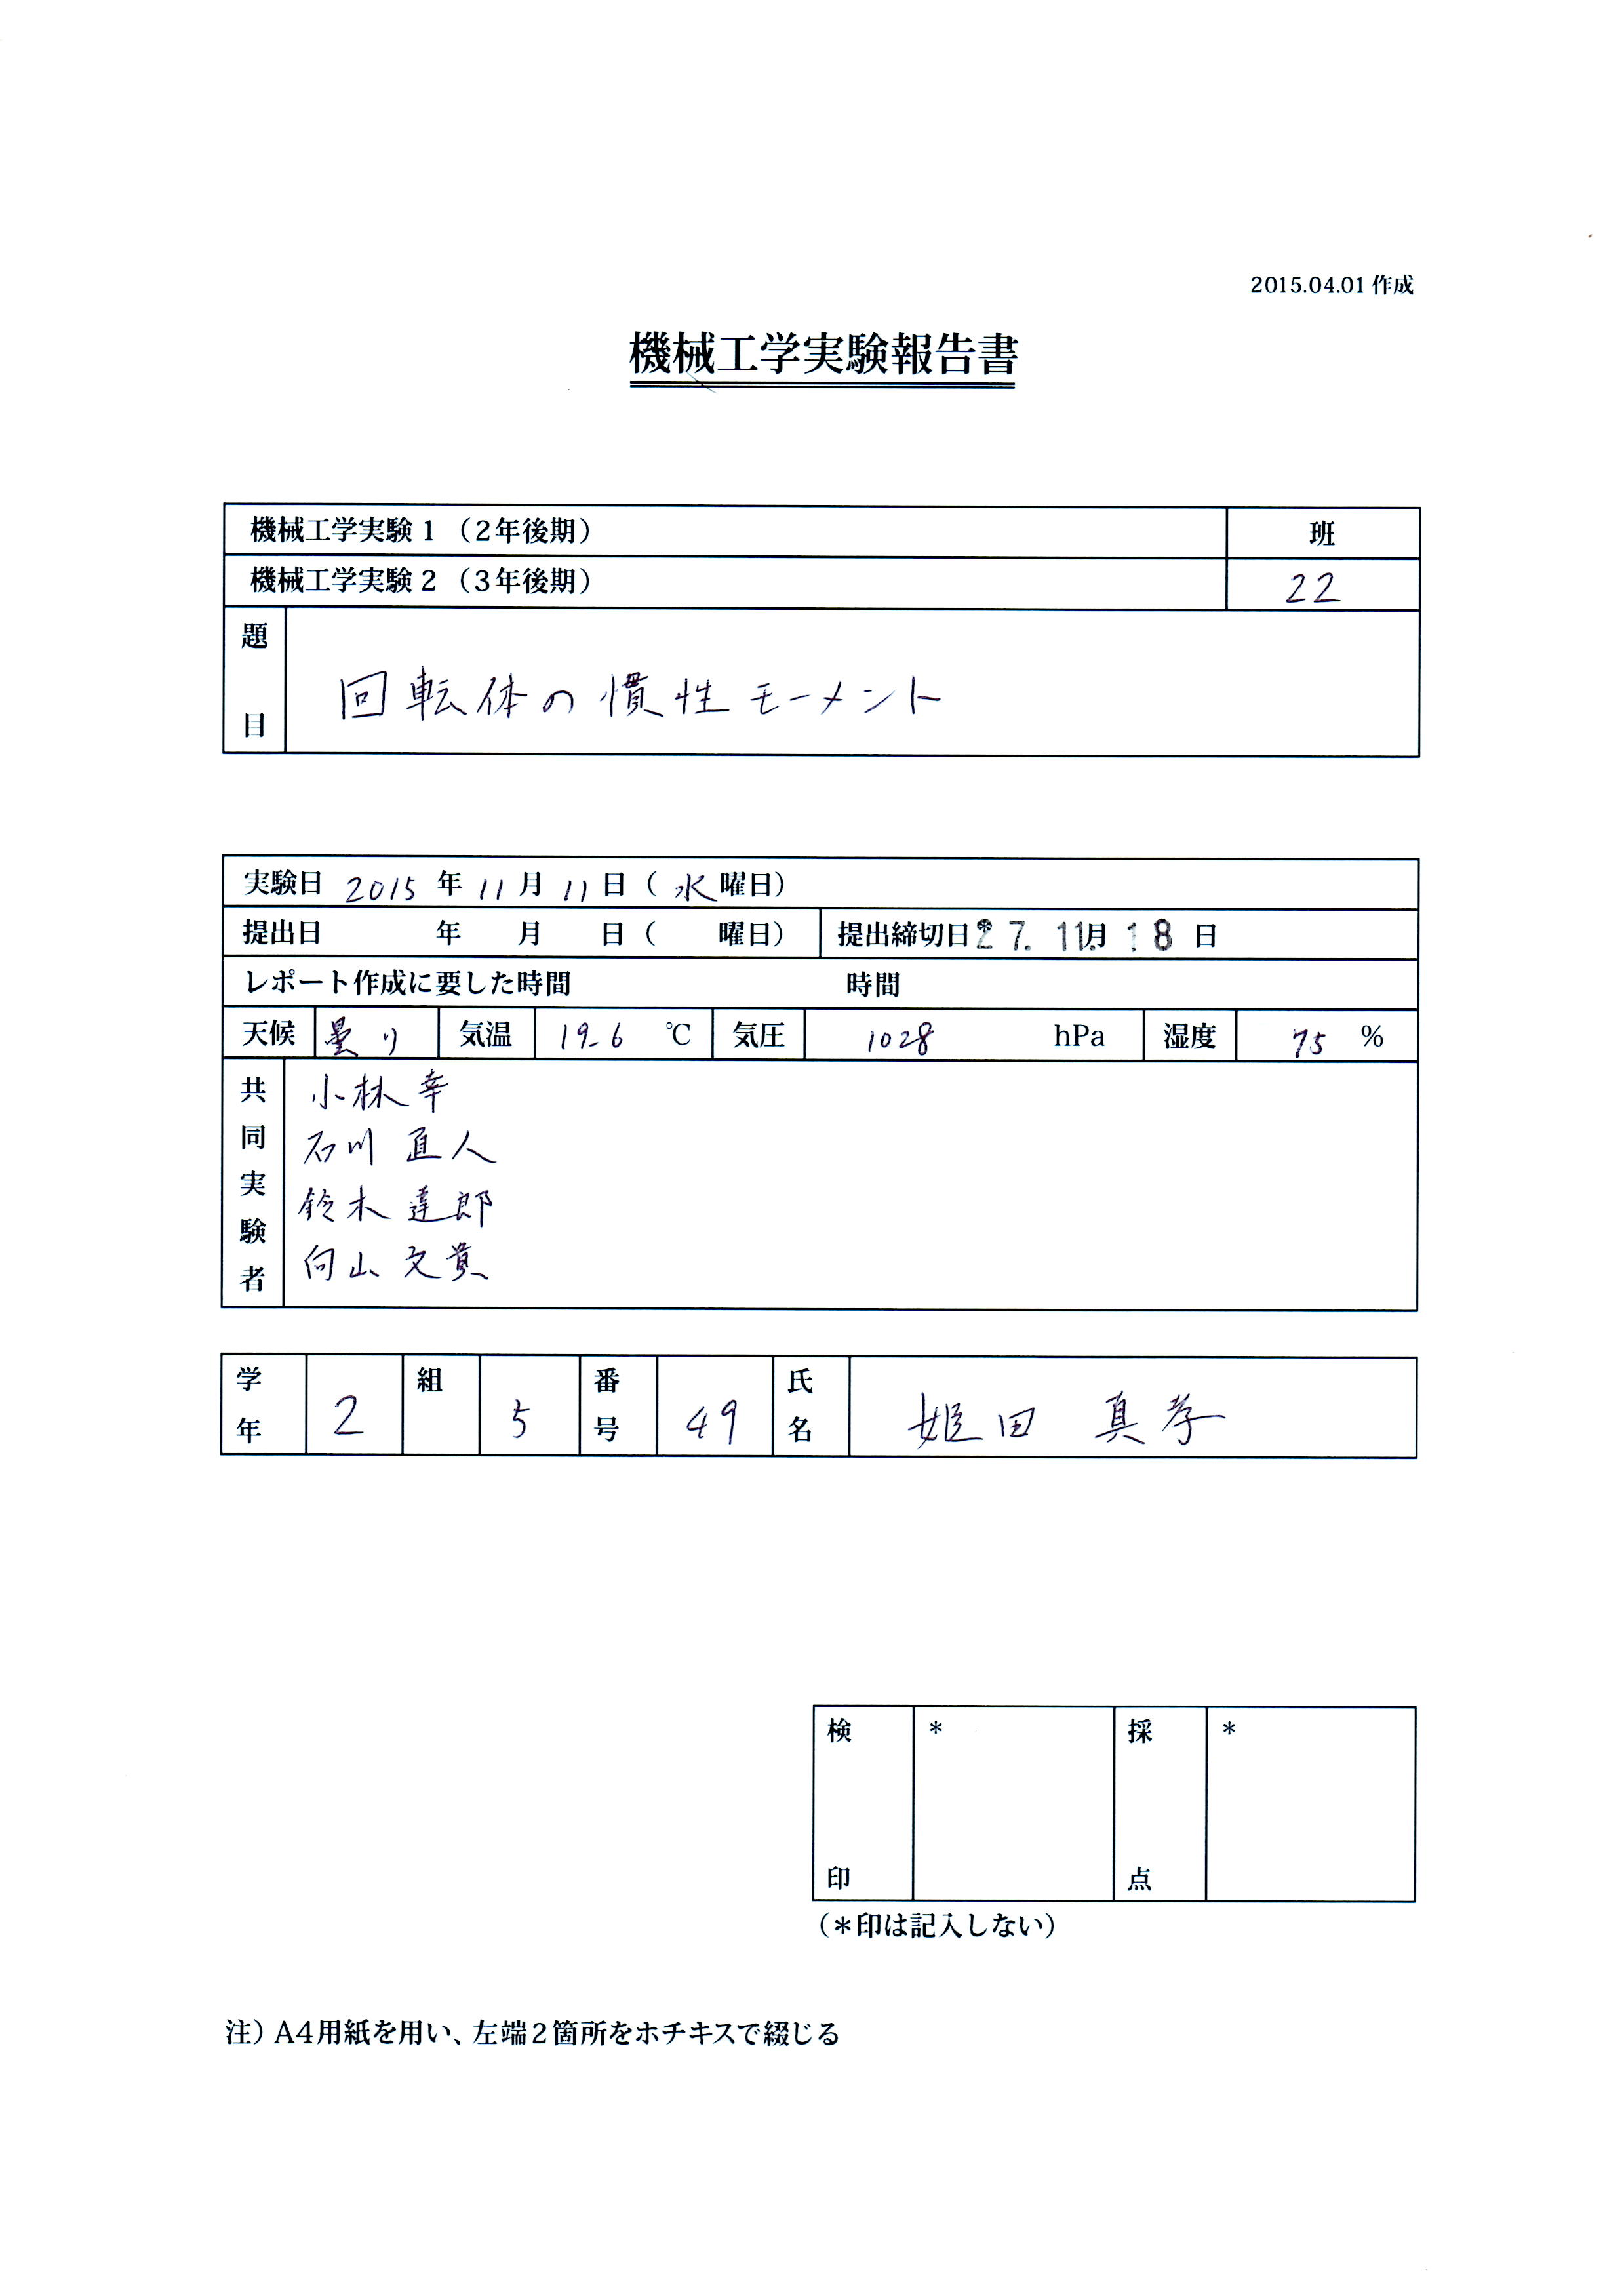 2015.04.01 作成
機械工学実験報告書
機械工学実験1（2年後期） 班
機械工学実験2（3年後期） 22
題目 回転体の慣性モーメント
実験日 2015 年 11 月 11 日（水曜日）
提出日 年 月 日（ 曜日） 提出締切日 27. 11月 18 日
レポート作成に要した時間 時間
天候 曇り 気温 19.6 ℃ 気圧 1028 hPa 湿度 75 %
共同実験者 小林幸
石川 直人
鈴木 達郎
向山 文貴
学年 2 組 5 番号 49 氏名 姫田 真孝
検印 * 採点 *
（*印は記入しない）
注）A4用紙を用い、左端2箇所をホチキスで綴じる